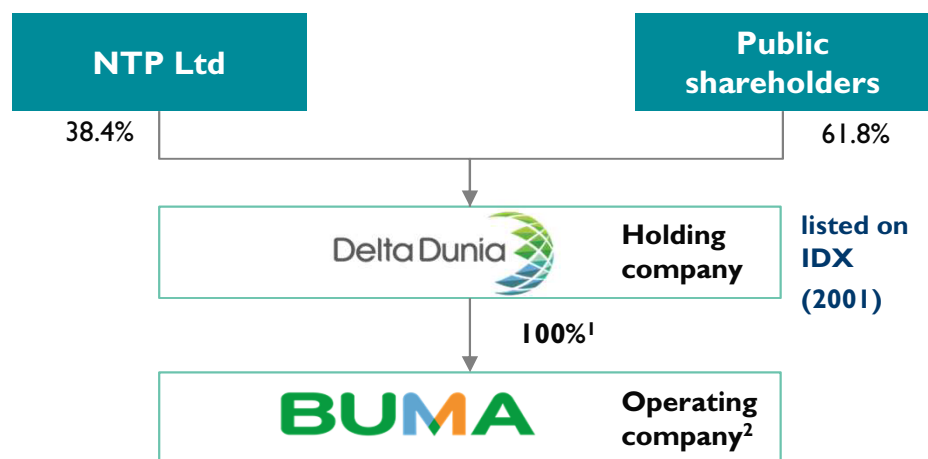 NTP Ltd
Public
shareholders
38.4%
61.8%
Delta Dunia
Holding
company
listed on
IDX
(2001)
100%¹
BUMA
Operating
company²